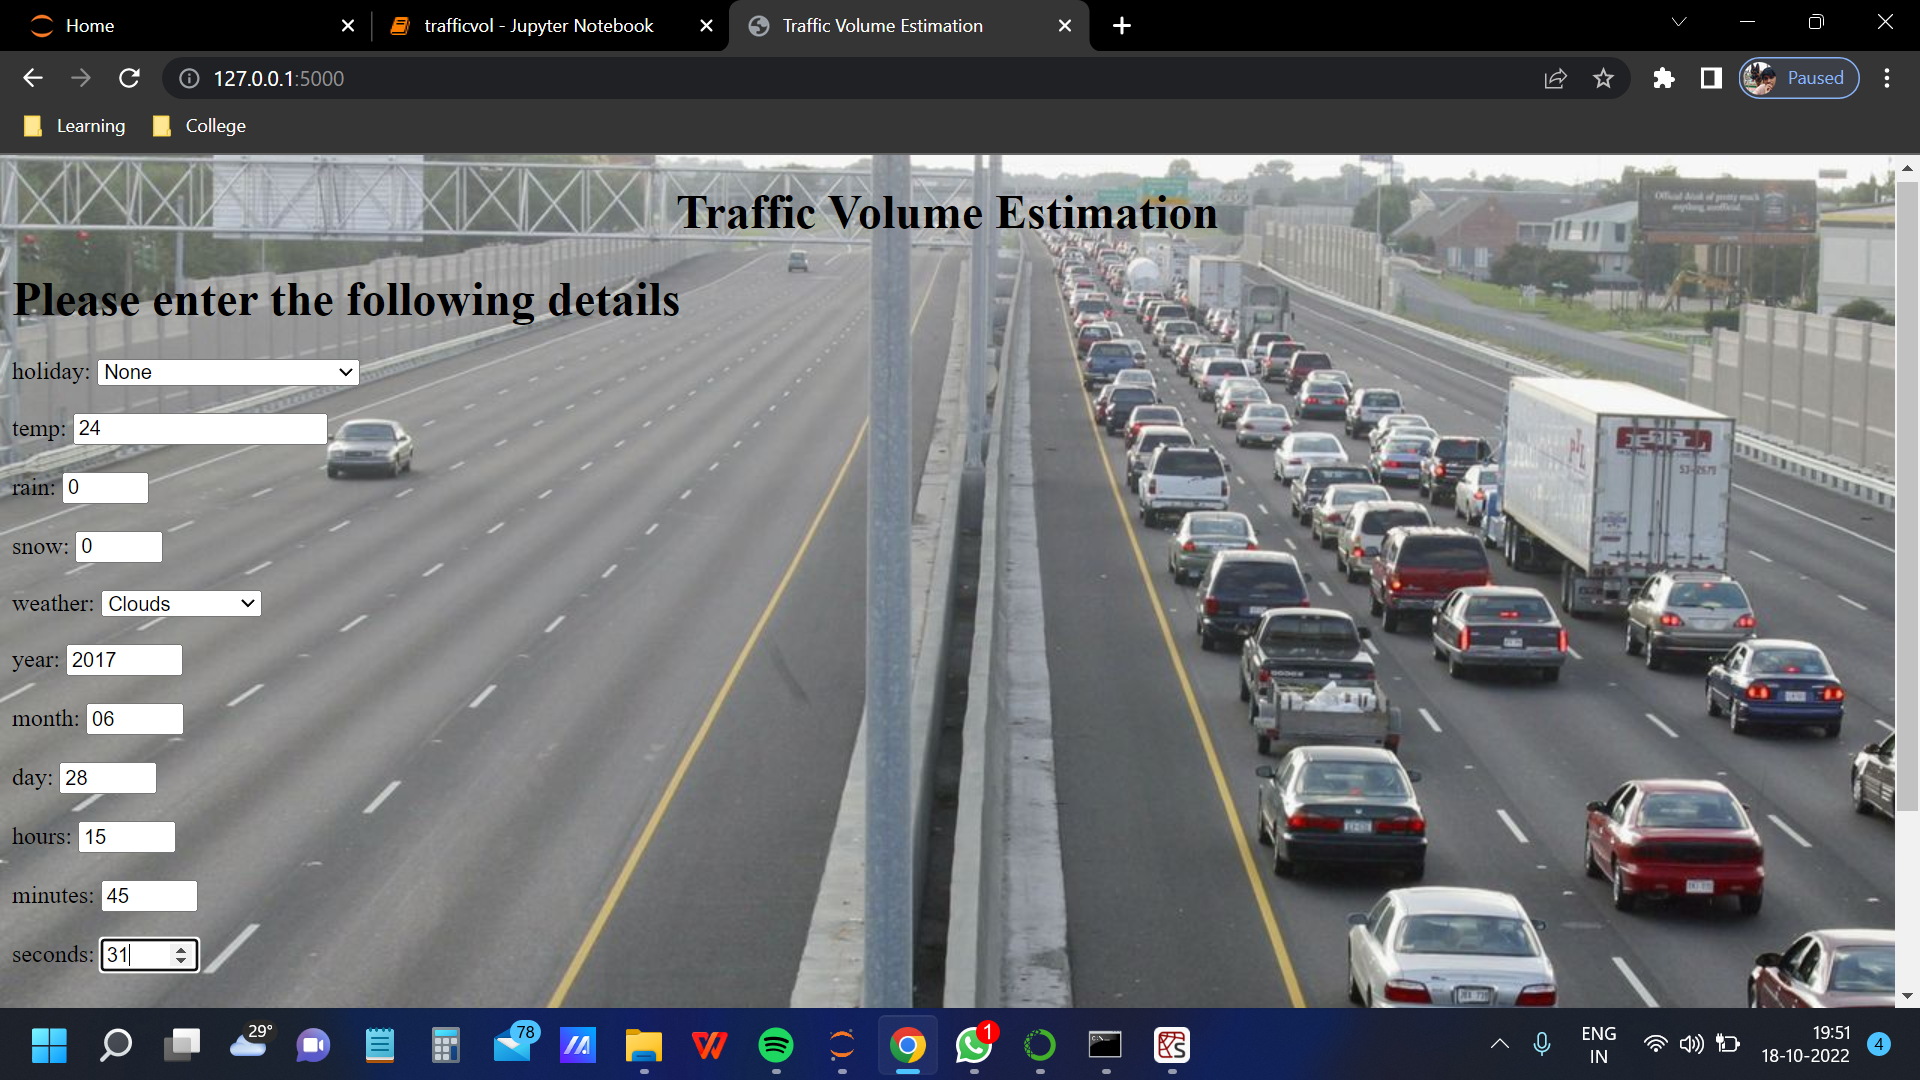 Home
trafficvol - Jupyter Notebook
Traffic Volume Estimation
127.0.0.1:5000
Paused
Learning
College
Traffic Volume Estimation
Please enter the following details
holiday: None
temp: 24
rain: 0
snow: 0
weather: Clouds
year: 2017
month: 06
day: 28
hours: 15
minutes: 45
seconds: 31
29°
78
1
ENG
IN
19:51
18-10-2022
4